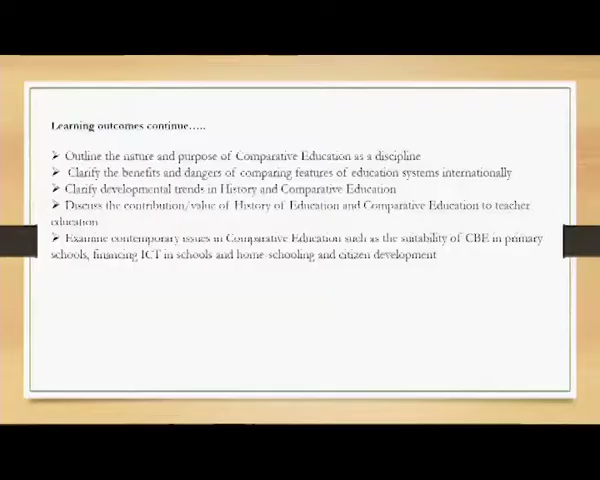 Learning outcomes continue…..
➤ Outline the nature and purpose of Comparative Education as a discipline
➤ Clarify the benefits and dangers of comparing features of education systems internationally
➤ Clarify developmental trends in History and Comparative Education
➤ Discuss the contribution/value of History of Education and Comparative Education to teacher
education
➤ Examine contemporary issues in Comparative Education such as the suitability of CBE in primary
schools, financing ICT in schools and home-schooling and citizen development